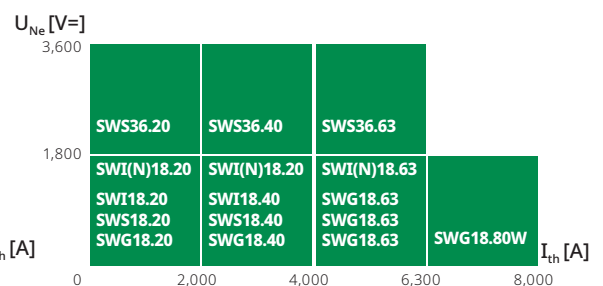 U_Ne [V=]
3,600
SWS36.20 SWS36.40 SWS36.63
1,800
SWI(N)18.20 SWI(N)18.20 SWI(N)18.63
SWI18.20 SWI18.40 SWG18.63
SWS18.20 SWS18.40 SWG18.63
SWG18.20 SWG18.40 SWG18.63 SWG18.80W
h [A] I_th [A]
0 2,000 4,000 6,300 8,000